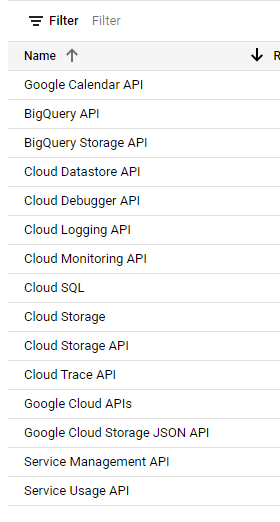 Filter Filter
Name R
Google Calendar API
BigQuery API
BigQuery Storage API
Cloud Datastore API
Cloud Debugger API
Cloud Logging API
Cloud Monitoring API
Cloud SQL
Cloud Storage
Cloud Storage API
Cloud Trace API
Google Cloud APIs
Google Cloud Storage JSON API
Service Management API
Service Usage API